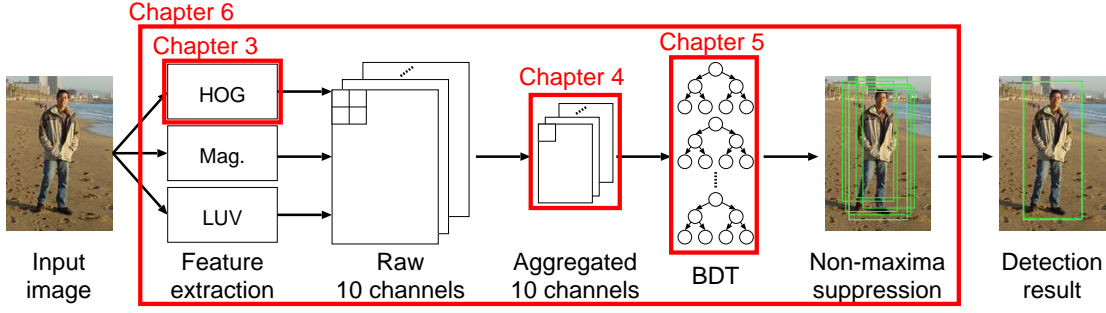 Chapter 6
Chapter 3
Chapter 5
Chapter 4
HOG
Mag.
LUV
Input
image
Feature
extraction
Raw
10 channels
Aggregated
10 channels
BDT
Non-maxima
suppression
Detection
result